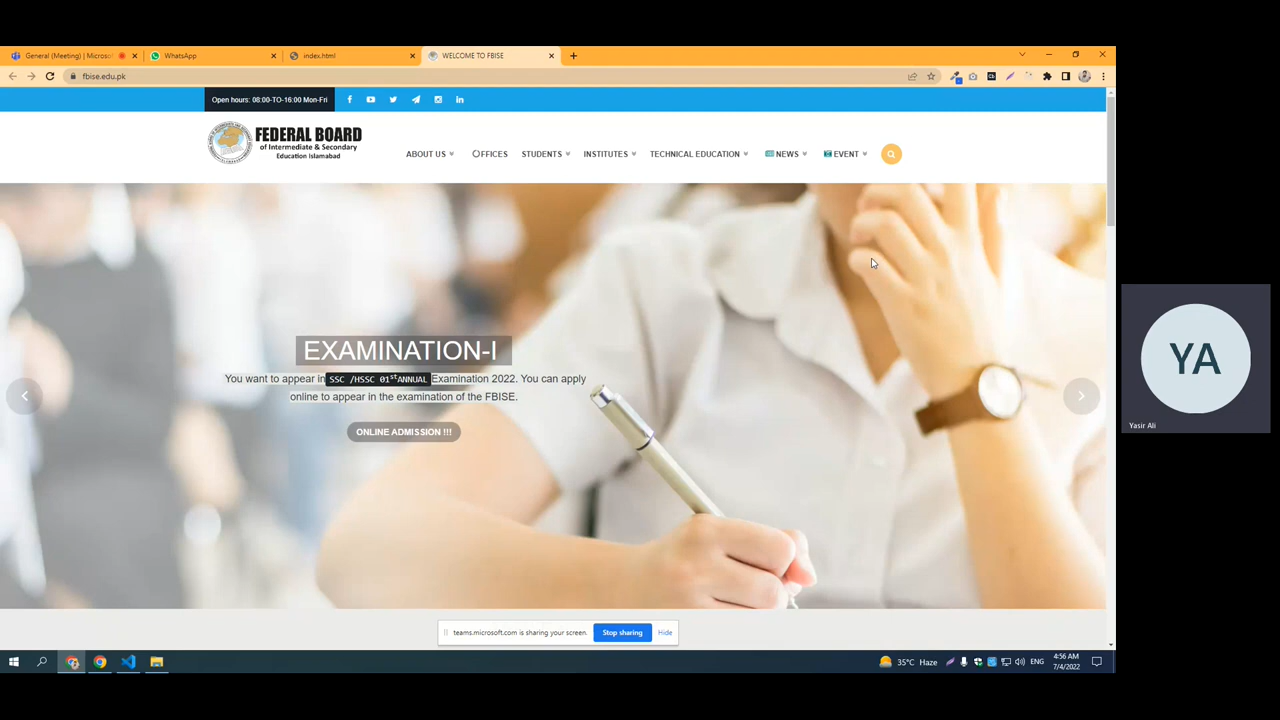 General (Meeting) | Microso
WhatsApp
index.html
WELCOME TO FBISE
fbise.edu.pk
Open hours: 08:00-TO-16:00 Mon-Fri
FEDERAL BOARD
of Intermediate & Secondary
Education Islamabad
ABOUT US
OFFICES
STUDENTS
INSTITUTES
TECHNICAL EDUCATION
NEWS
EVENT
EXAMINATION-I
You want to appear in SSC /HSSC 01st ANNUAL Examination 2022. You can apply
online to appear in the examination of the FBISE.
ONLINE ADMISSION !!!
YA
Yasir Ali
teams.microsoft.com is sharing your screen.
Stop sharing
Hide
35°C Haze
ENG
4:56 AM
7/4/2022